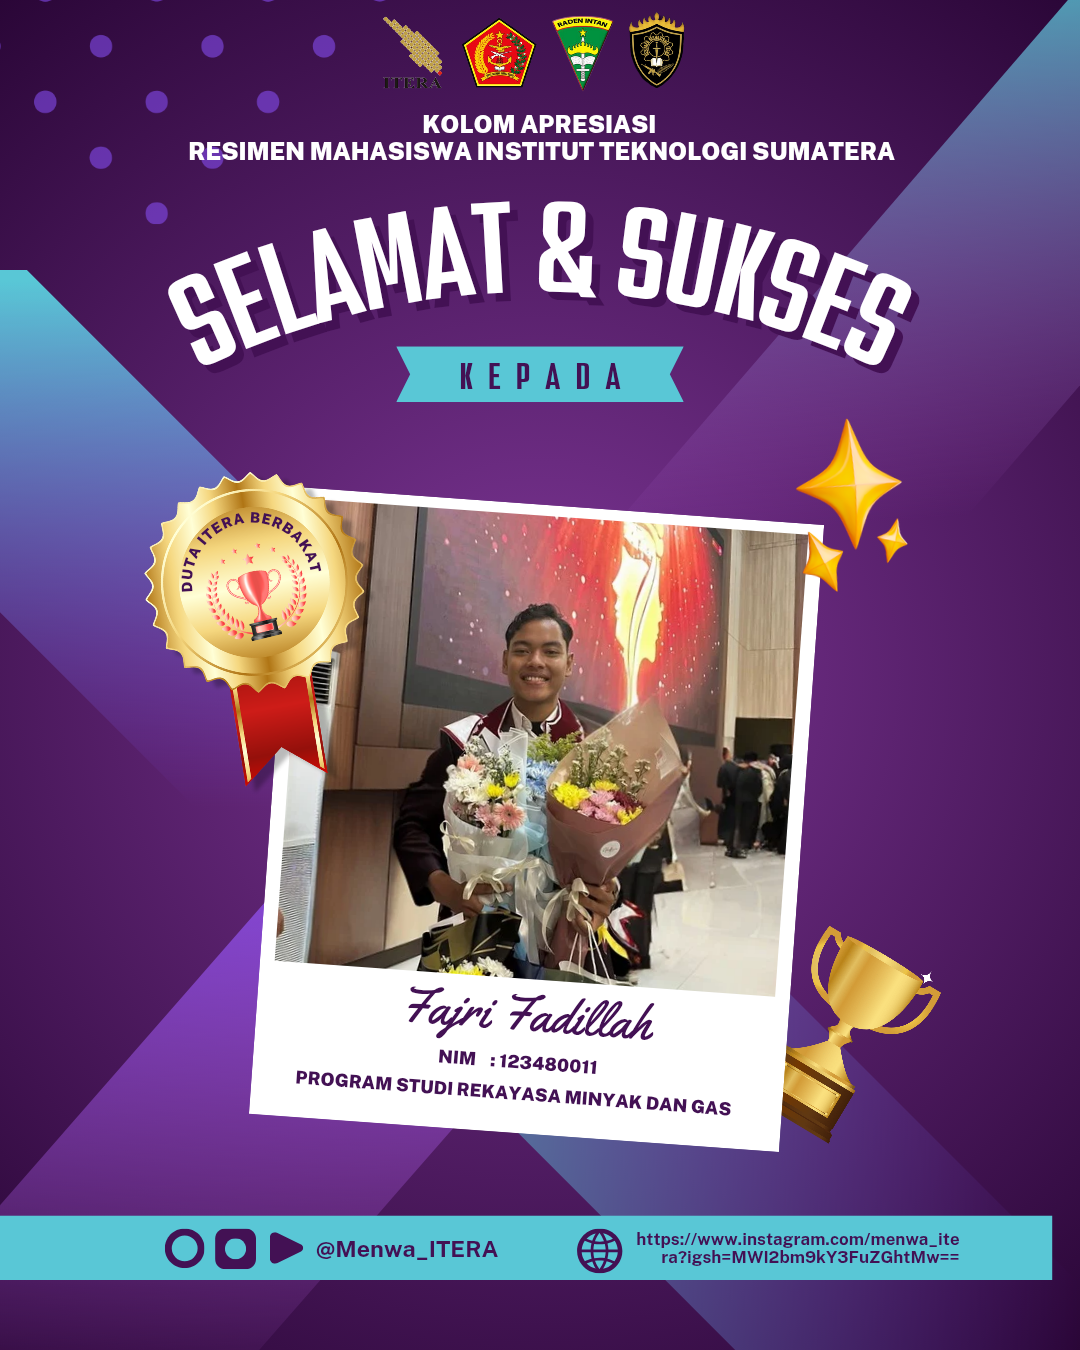 ITERA
RADEN INTAN
KOLOM APRESIASI
RESIMEN MAHASISWA INSTITUT TEKNOLOGI SUMATERA
SELAMAT & SUKSES
KEPADA
DUTA ITERA BERBAKAT
Fajri Fadillah
NIM : 123480011
PROGRAM STUDI REKAYASA MINYAK DAN GAS
@Menwa_ITERA
https://www.instagram.com/menwa_ite
ra?igsh=MWl2bm9kY3FuZGhtMw==